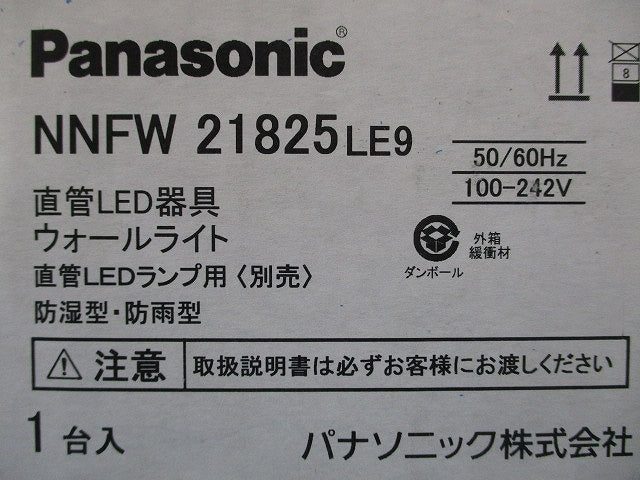 Panasonic®
8
NNFW 21825LE9
50/60Hz
100-242V
直管LED器具
ウォールライト
直管LEDランプ用〈別売〉
防湿型・防雨型
ダンボール
外箱
緩衝材
注意 取扱説明書は必ずお客様にお渡しください
1台入 パナソニック株式会社